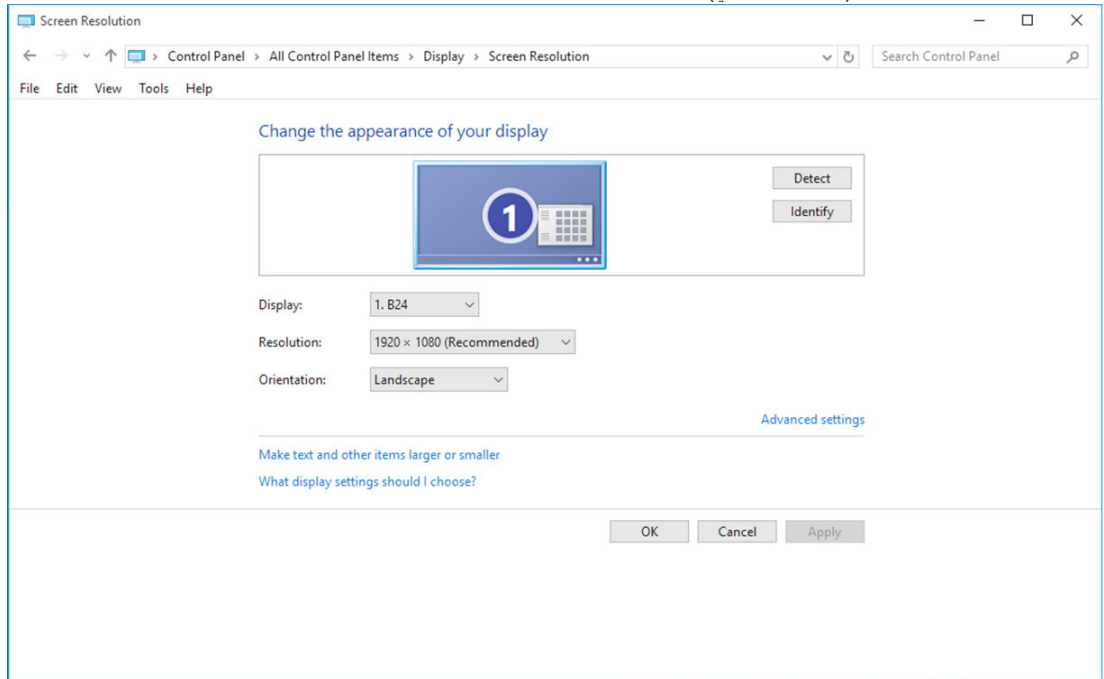 Screen Resolution
Control Panel > All Control Panel Items > Display > Screen Resolution
Search Control Panel
File Edit View Tools Help
Change the appearance of your display
1
Detect
Identify
Display: 1. B24
Resolution: 1920 × 1080 (Recommended)
Orientation: Landscape
Advanced settings
Make text and other items larger or smaller
What display settings should I choose?
OK Cancel Apply